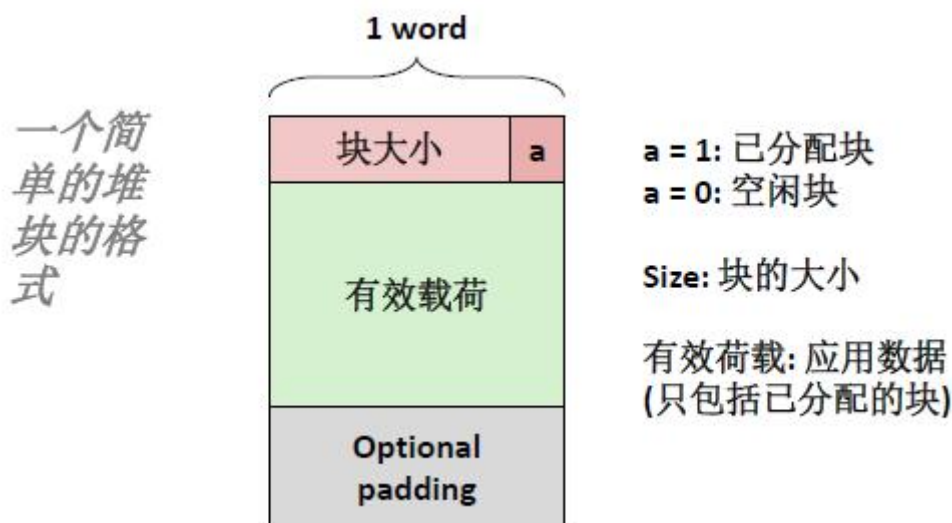 1 word
一个简
单的堆
块的格
式
块大小
a
有效载荷
Optional
padding
a = 1: 已分配块
a = 0: 空闲块
Size: 块的大小
有效荷载: 应用数据
(只包括已分配的块)